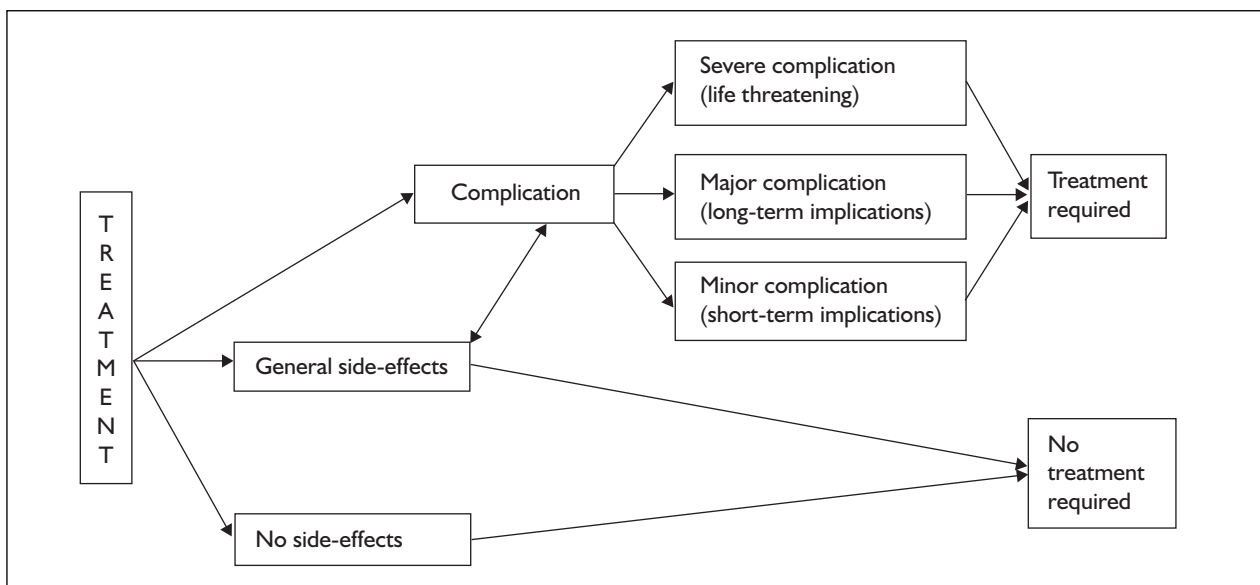 TREATMENT
Complication
General side-effects
No side-effects
Severe complication
(life threatening)
Major complication
(long-term implications)
Minor complication
(short-term implications)
Treatment
required
No
treatment
required